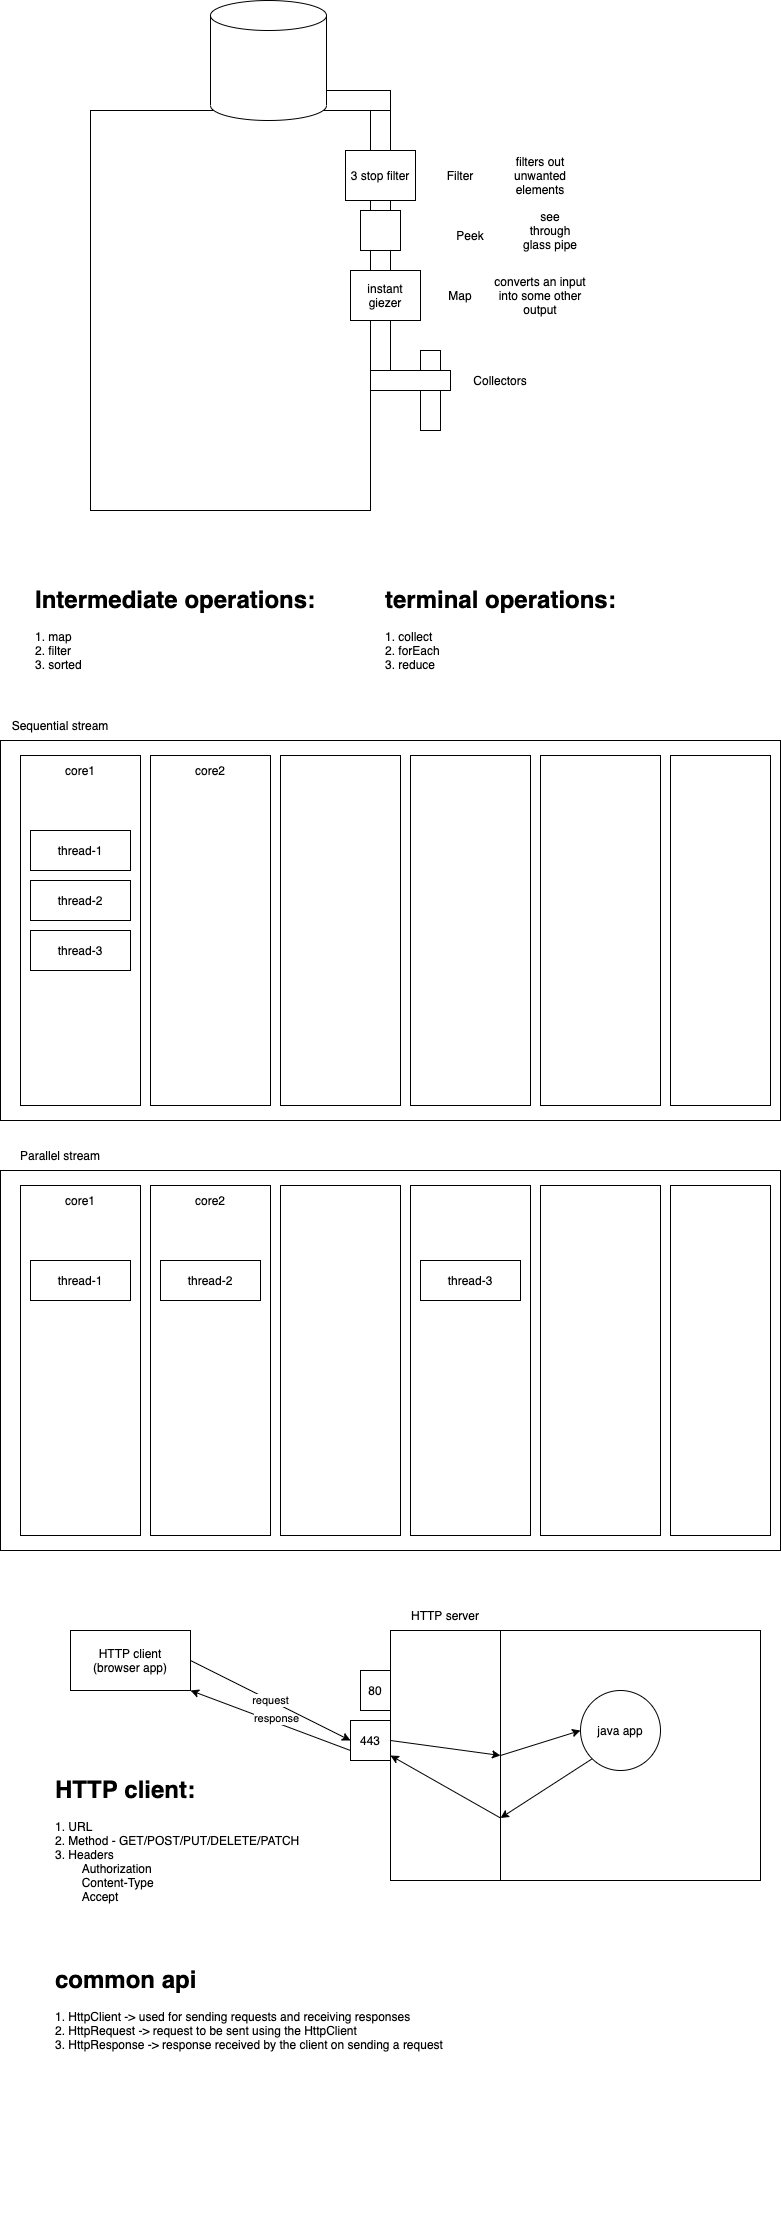 3 stop filter
Filter
filters out
unwanted
elements
Peek
see
through
glass pipe
instant
giezer
Map
converts an input
into some other
output
Collectors
Intermediate operations:
1. map
2. filter
3. sorted
terminal operations:
1. collect
2. forEach
3. reduce
Sequential stream
core1
core2
thread-1
thread-2
thread-3
Parallel stream
core1
core2
thread-1
thread-2
thread-3
HTTP server
HTTP client
(browser app)
80
request
response
443
java app
HTTP client:
1. URL
2. Method - GET/POST/PUT/DELETE/PATCH
3. Headers
Authorization
Content-Type
Accept
common api
1. HttpClient -> used for sending requests and receiving responses
2. HttpRequest -> request to be sent using the HttpClient
3. HttpResponse -> response received by the client on sending a request